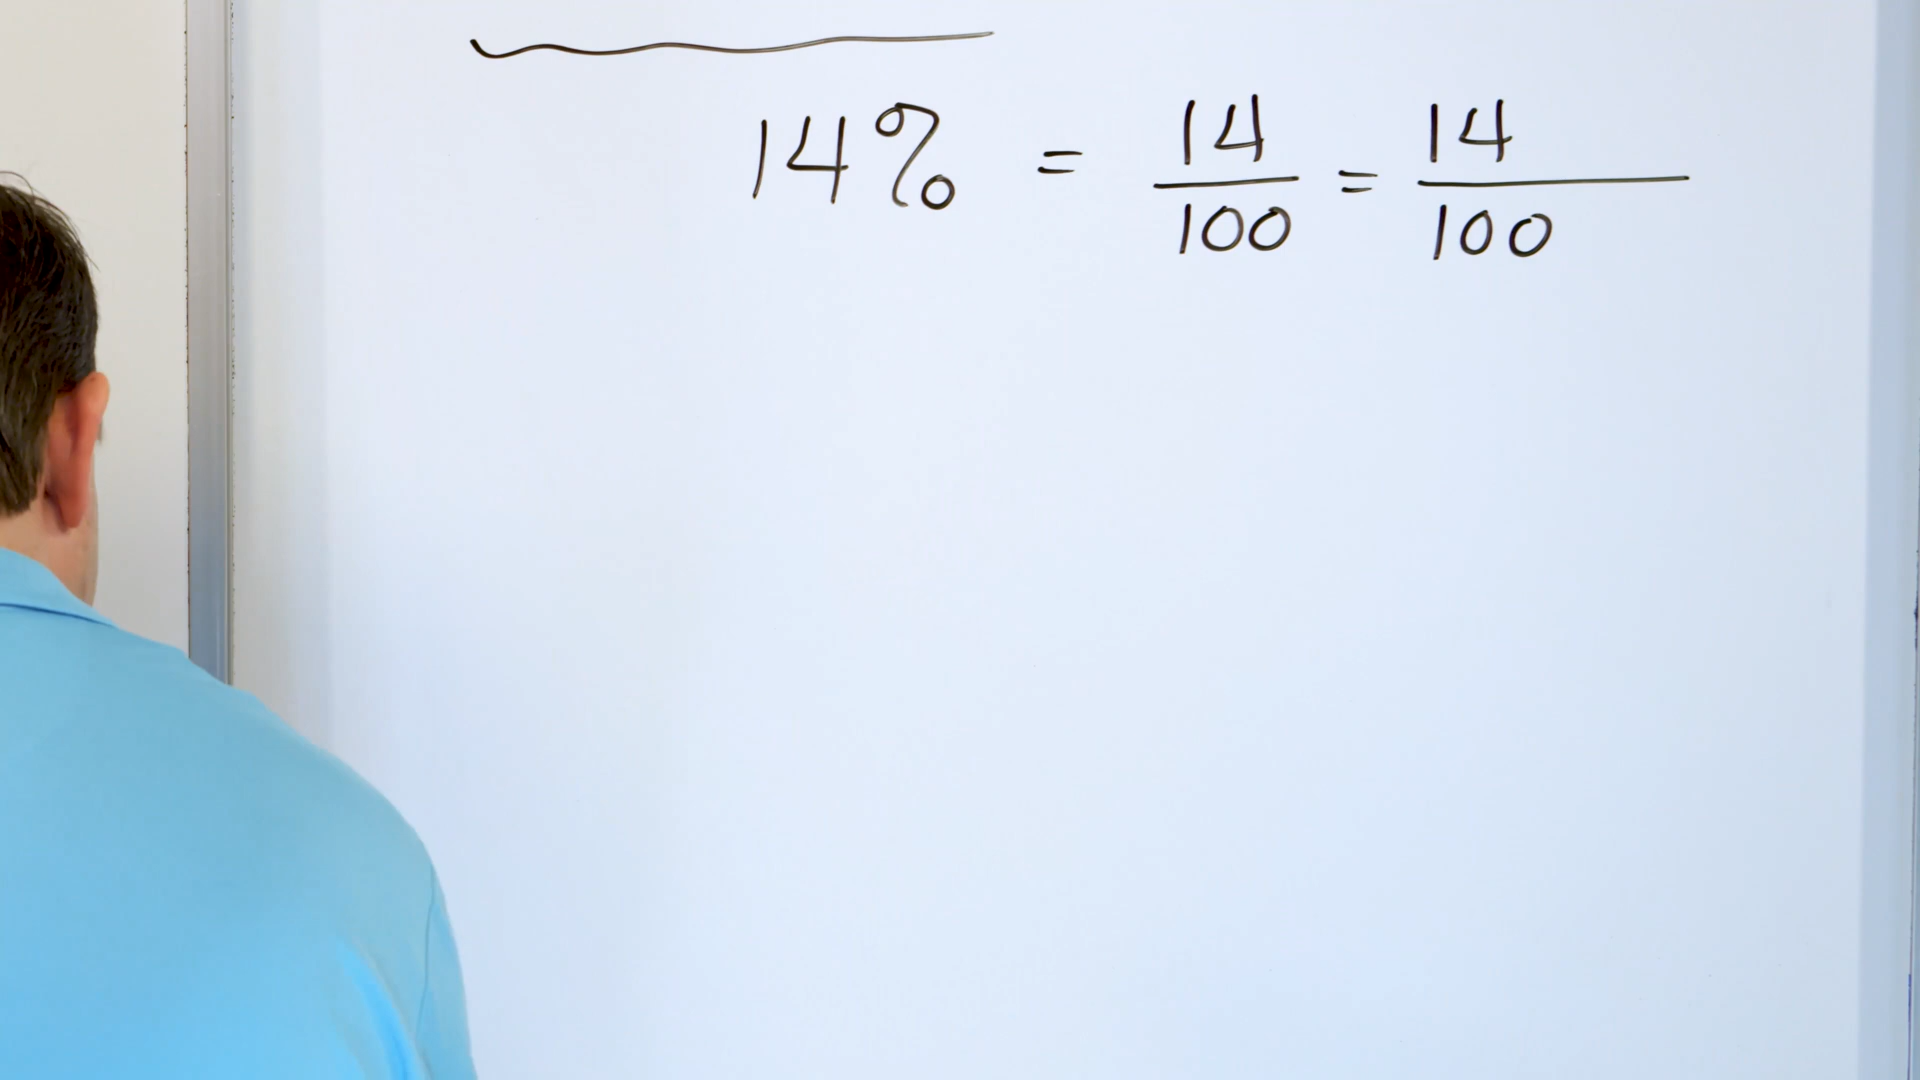 14% = 14/100 = 14/100